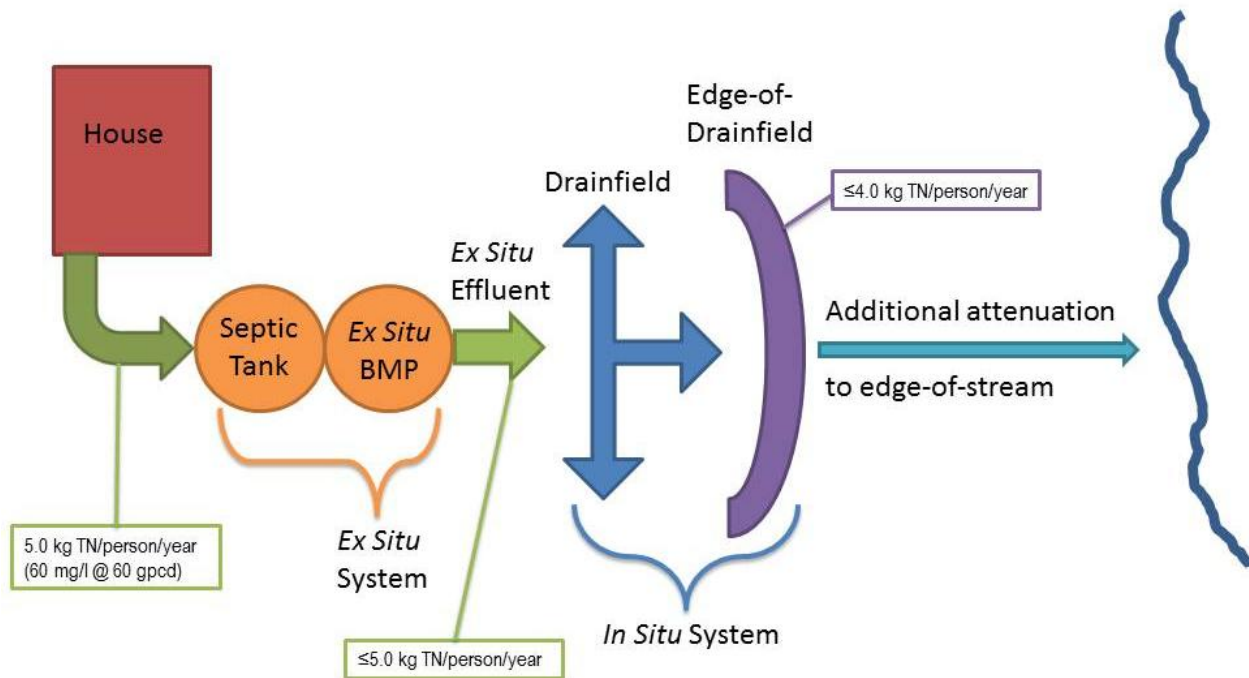 House
Edge-of-
Drainfield
Drainfield
≤4.0 kg TN/person/year
Ex Situ
Effluent
Septic
Tank
Ex Situ
BMP
Additional attenuation
to edge-of-stream
5.0 kg TN/person/year
(60 mg/l @ 60 gpcd)
Ex Situ
System
≤5.0 kg TN/person/year
In Situ System